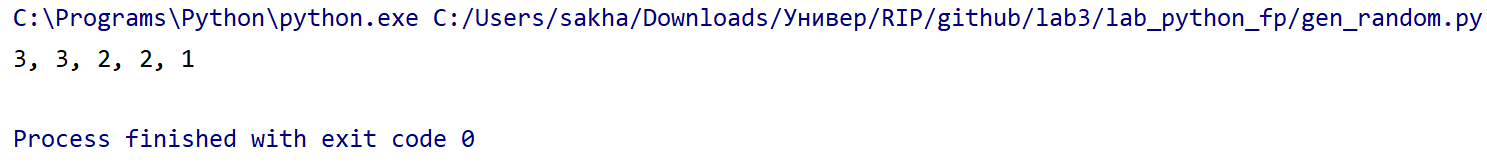 C:\Programs\Python\python.exe C:/Users/sakha/Downloads/Универ/RIP/github/lab3/lab_python_fp/gen_random.py
3, 3, 2, 2, 1
Process finished with exit code 0